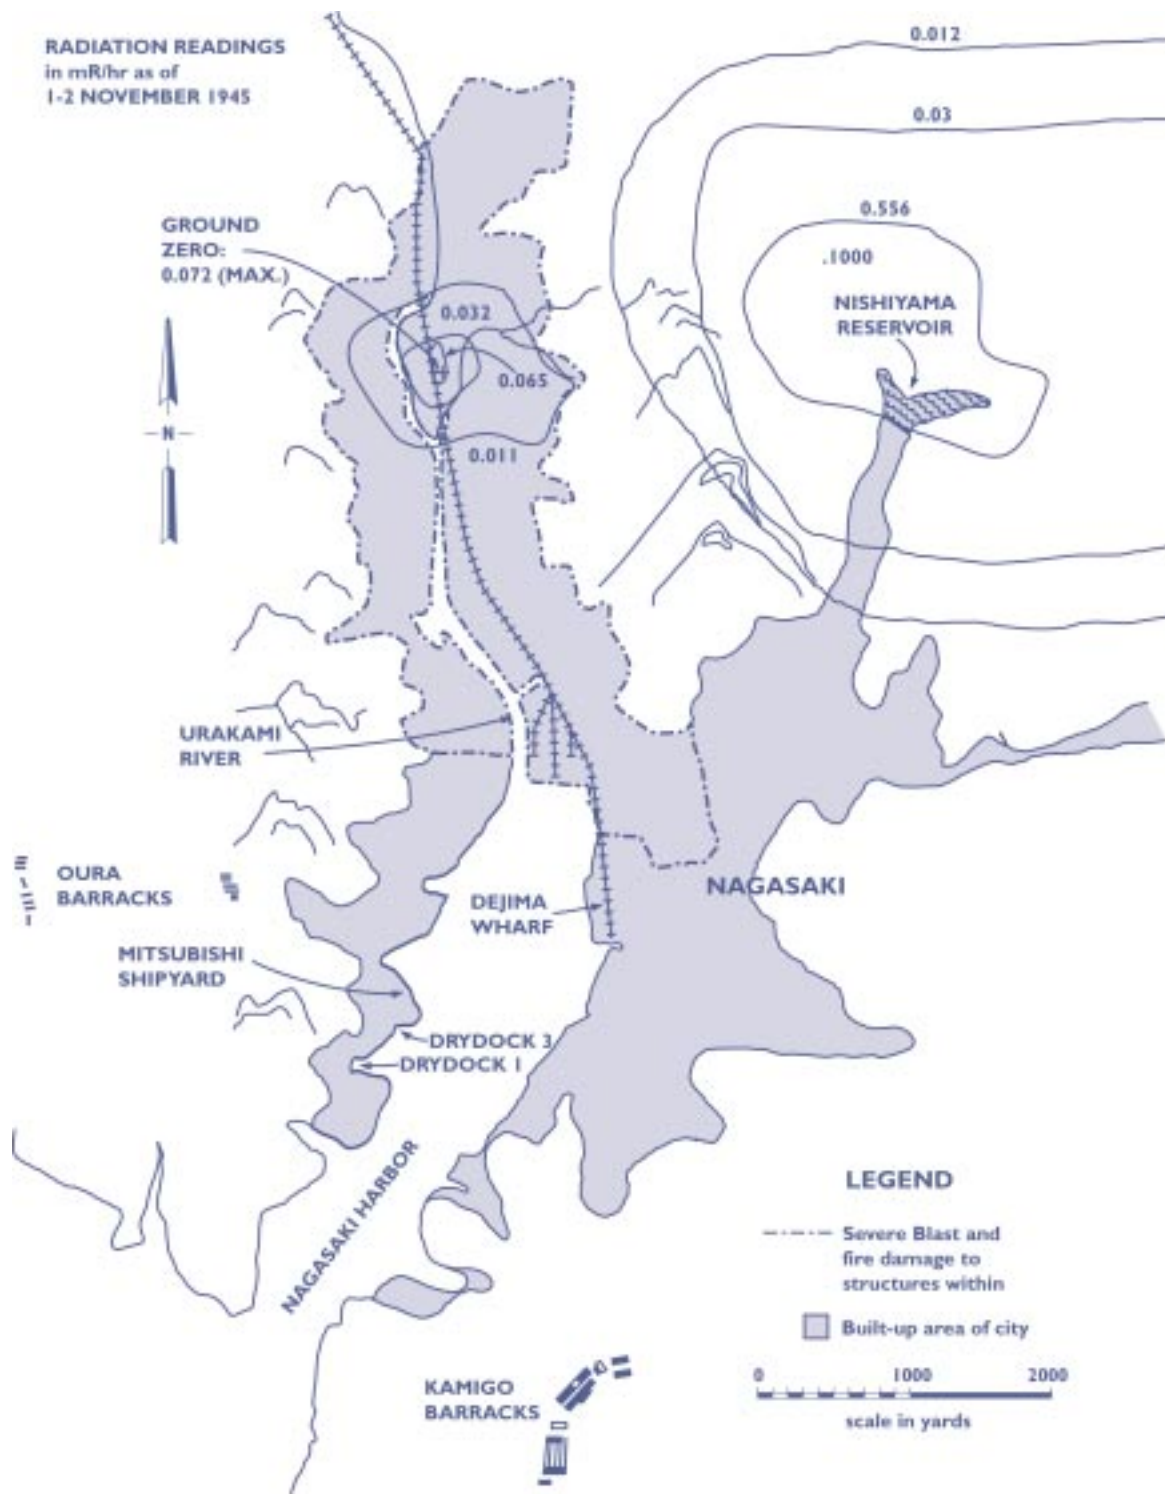 RADIATION READINGS
in mR/hr as of
1-2 NOVEMBER 1945
0.012
0.03
0.556
.1000
NISHIYAMA
RESERVOIR
GROUND
ZERO:
0.072 (MAX.)
0.032
0.065
0.011
N
URAKAMI
RIVER
OURA
BARRACKS
NAGASAKI
DEJIMA
WHARF
MITSUBISHI
SHIPYARD
DRYDOCK 3
DRYDOCK 1
NAGASAKI HARBOR
LEGEND
Severe Blast and
fire damage to
structures within
Built-up area of city
0 1000 2000
scale in yards
KAMIGO
BARRACKS